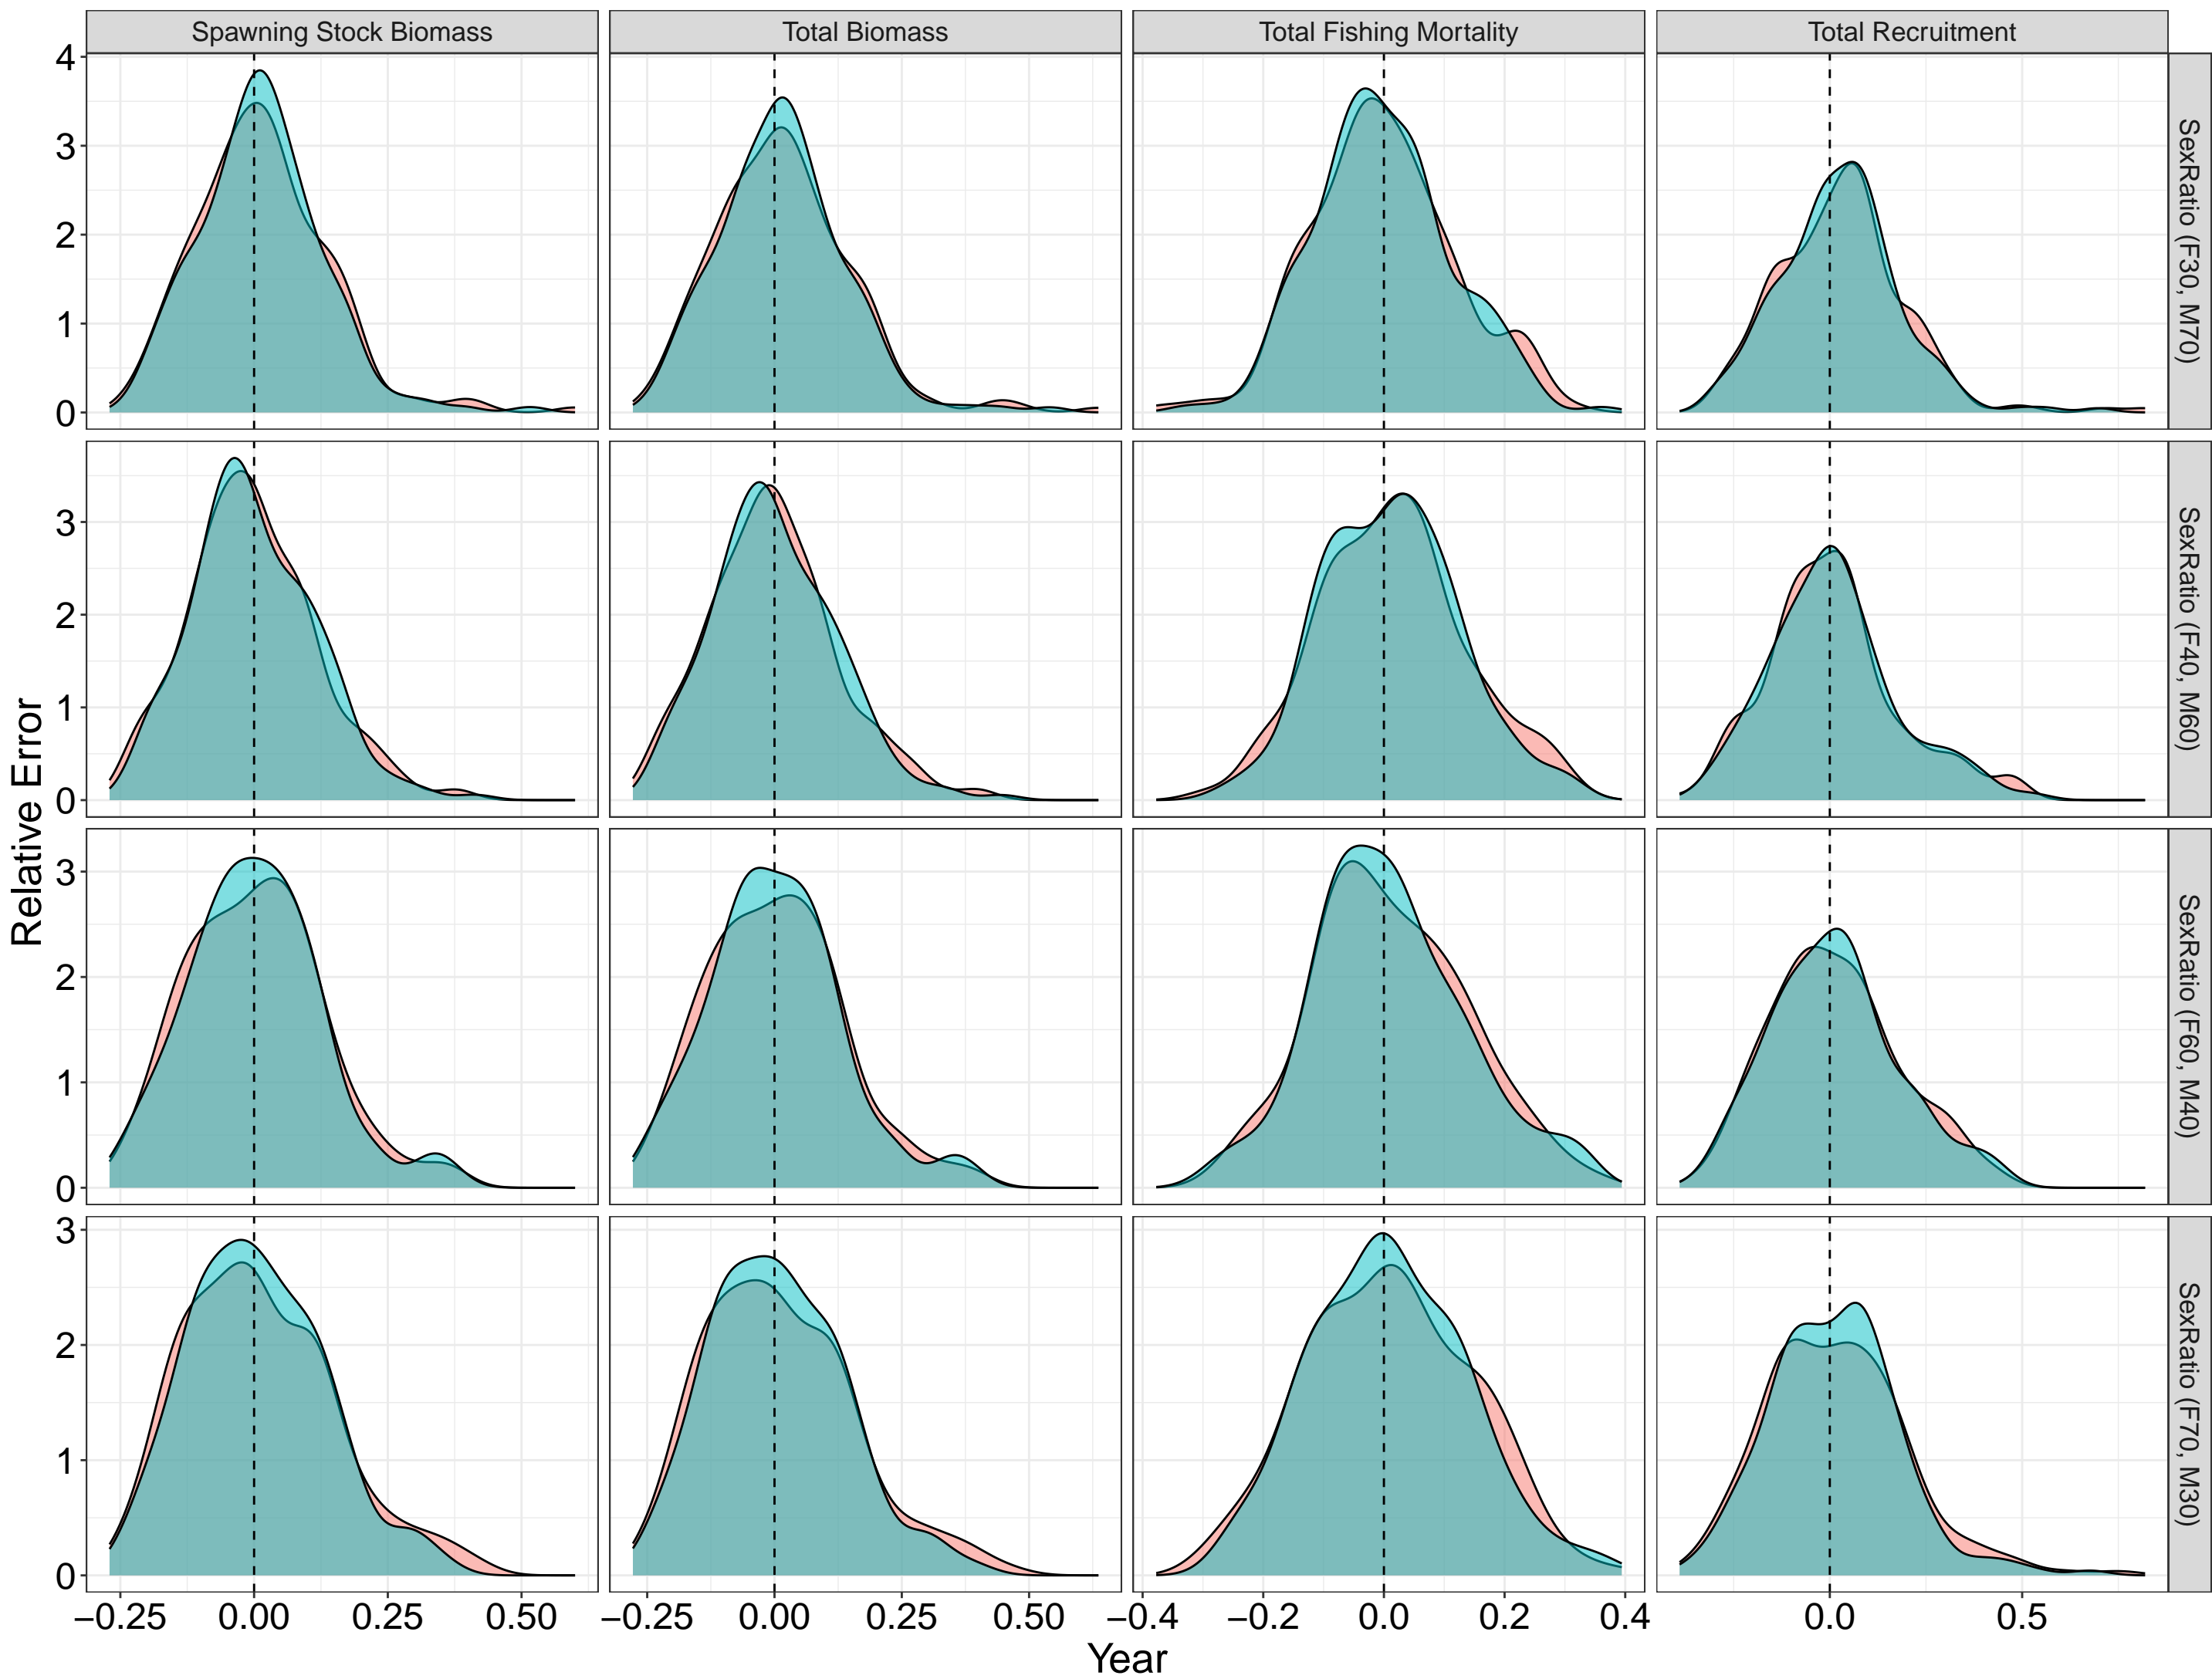 Spawning Stock Biomass
Total Biomass
Total Fishing Mortality
Total Recruitment
4
3
2
1
0
SexRatio (F30, M70)
3
2
1
0
SexRatio (F40, M60)
Relative Error
3
2
1
0
SexRatio (F60, M40)
3
2
1
0
SexRatio (F70, M30)
−0.25 0.00 0.25 0.50
−0.25 0.00 0.25 0.50
−0.4 −0.2 0.0 0.2 0.4
0.0 0.5
Year